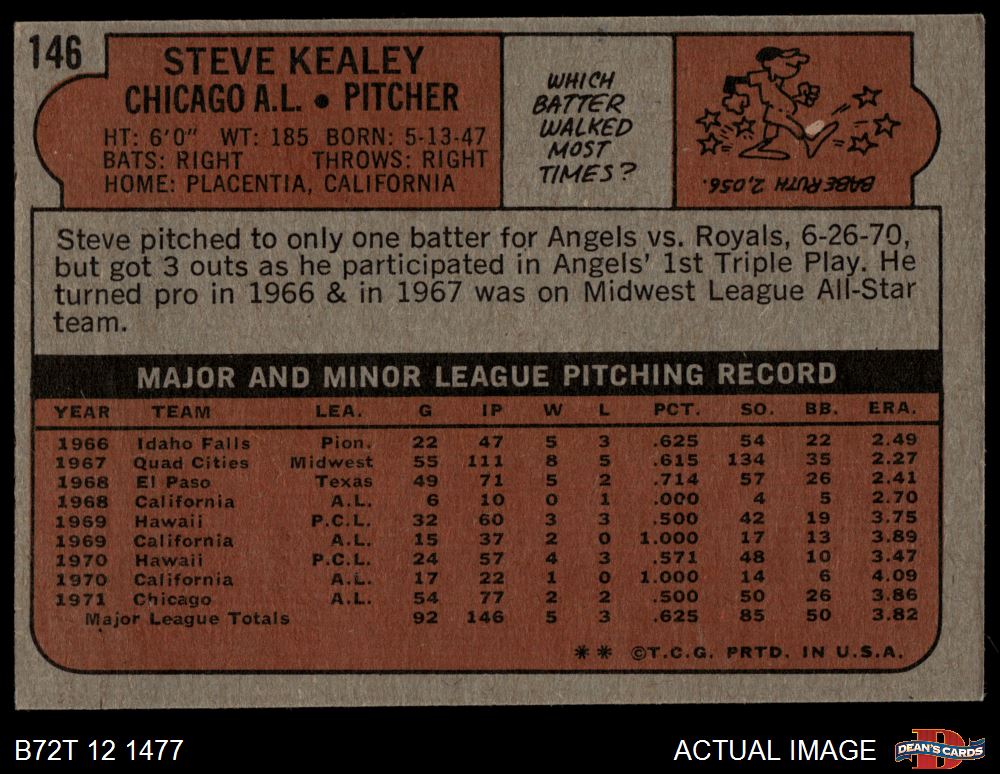 146
STEVE KEALEY
CHICAGO A.L. • PITCHER
HT: 6'0" WT: 185 BORN: 5-13-47
BATS: RIGHT THROWS: RIGHT
HOME: PLACENTIA, CALIFORNIA
WHICH
BATTER
WALKED
MOST
TIMES?
BABE RUTH 2,056.
Steve pitched to only one batter for Angels vs. Royals, 6-26-70,
but got 3 outs as he participated in Angels' 1st Triple Play. He
turned pro in 1966 & in 1967 was on Midwest League All-Star
team.
MAJOR AND MINOR LEAGUE PITCHING RECORD
YEAR TEAM LEA. G IP W L PCT. SO. BB. ERA.
1966 Idaho Falls Pion. 22 47 5 3 .625 54 22 2.49
1967 Quad Cities Midwest 55 111 8 5 .615 134 35 2.27
1968 El Paso Texas 49 71 5 2 .714 57 26 2.41
1968 California A.L. 6 10 0 1 .000 4 5 2.70
1969 Hawaii P.C.L. 32 60 3 3 .500 42 19 3.75
1969 California A.L. 15 37 2 0 1.000 17 13 3.89
1970 Hawaii P.C.L. 24 57 4 3 .571 48 10 3.47
1970 California A.L. 17 22 1 0 1.000 14 6 4.09
1971 Chicago A.L. 54 77 2 2 .500 50 26 3.86
Major League Totals 92 146 5 3 .625 85 50 3.82
** ©T.C.G. PRTD. IN U.S.A.
B72T 12 1477
ACTUAL IMAGE
D
DEAN'S CARDS